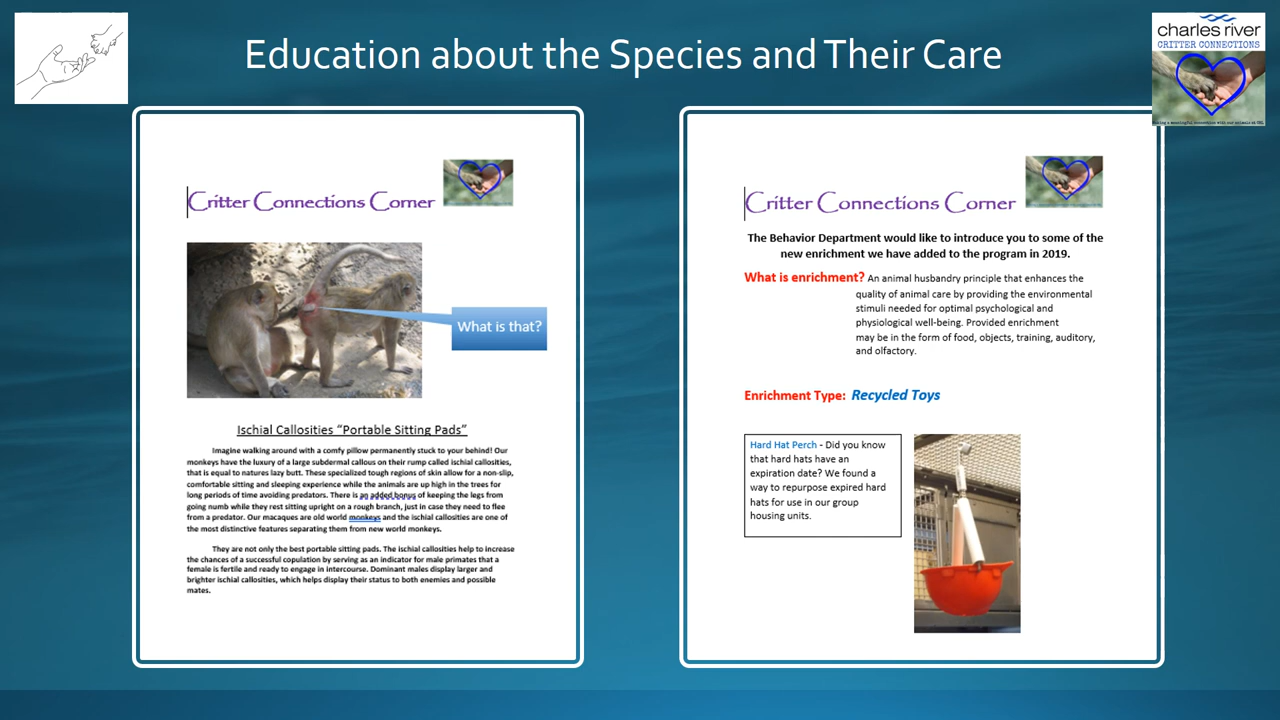 Education about the Species and Their Care
charles river
CRITTER CONNECTIONS
Critter Connections Corner
What is that?
Ischial Callosities “Portable Sitting Pads”
Imagine walking around with a comfy pillow permanently stuck to your behind! Our
monkeys have the luxury of a large subdermal callous on their rump called ischial callosities,
that is equal to natures lazy butt. These specialized tough regions of skin allow for a non-slip,
comfortable sitting and sleeping experience while the animals are up high in the trees for
long periods of time avoiding predators. There is an added bonus of keeping the legs from
going numb while they rest sitting upright on a rough branch, just in case they need to flee
from a predator. Our macaques are old world monkeys and the ischial callosities are one of
the most distinctive features separating them from new world monkeys.
They are not only the best portable sitting pads. The ischial callosities help to increase
the chances of a successful copulation by serving as an indicator for male primates that a
female is fertile and ready to engage in intercourse. Dominant males display larger and
brighter ischial callosities, which helps display their status to both enemies and possible
mates.
Critter Connections Corner
The Behavior Department would like to introduce you to some of the
new enrichment we have added to the program in 2019.
What is enrichment? An animal husbandry principle that enhances the
quality of animal care by providing the environmental
stimuli needed for optimal psychological and
physiological well-being. Provided enrichment
may be in the form of food, objects, training, auditory,
and olfactory.
Enrichment Type: Recycled Toys
Hard Hat Perch - Did you know
that hard hats have an
expiration date? We found a
way to repurpose expired hard
hats for use in our group
housing units.